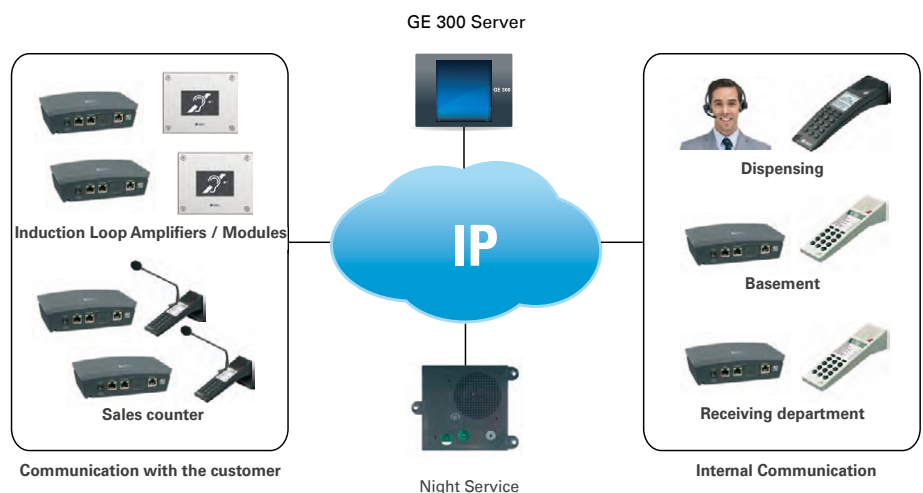 GE 300 Server
GE 300
Induction Loop Amplifiers / Modules
Sales counter
Communication with the customer
IP
Night Service
Dispensing
Basement
Receiving department
Internal Communication